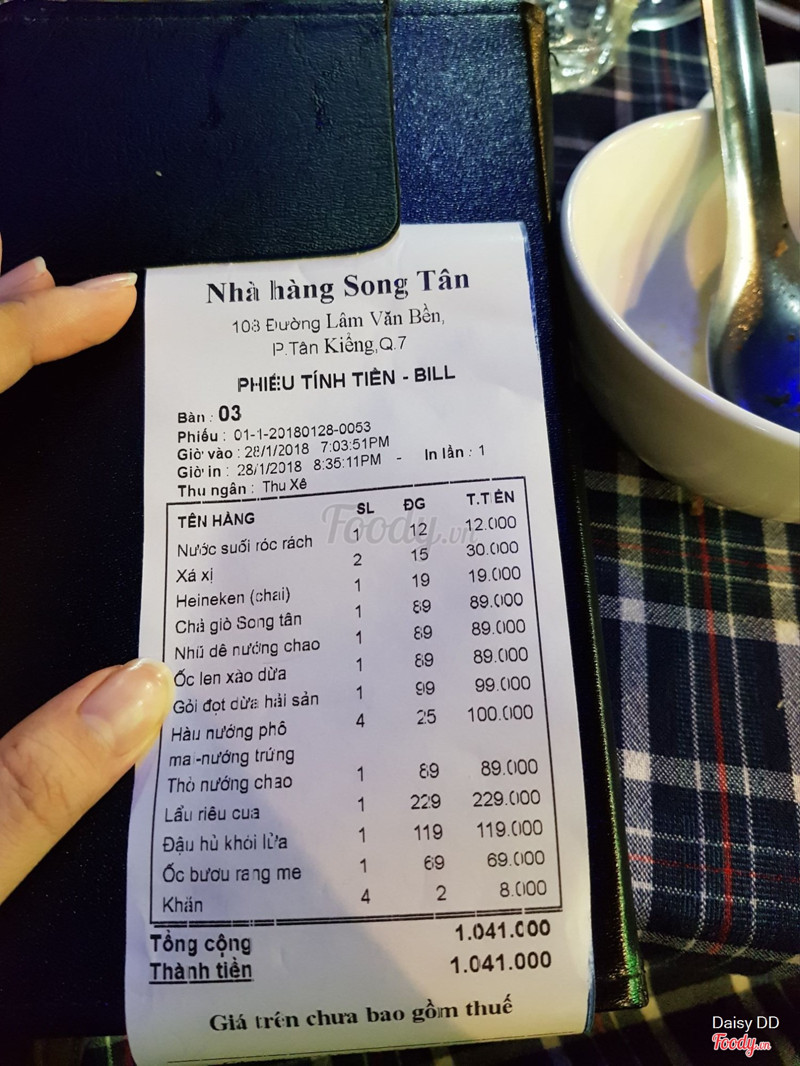 Nhà hàng Song Tân
103 Đường Lâm Văn Bền,
P.Tân Kiểng,Q.7
PHIẾU TÍNH TIỀN - BILL
Bàn : 03
Phiếu : 01-1-20180128-0053
Giờ vào : 28/1/2018 7:03:51PM
Giờ in : 28/1/2018 8:35:11PM - In lần : 1
Thu ngân : Thu Xê
TÊN HÀNG SL ĐG T.TIỀN
Nước suối róc rách 1 12 12.000
Xá xị 2 15 30.000
Heineken (chai) 1 19 19.000
Chả giò Song tân 1 89 89.000
Nhũ dê nướng chao 1 89 89.000
Ốc len xào dừa 1 89 89.000
Gỏi đọt dừa hải sản 1 99 99.000
Hàu nướng phô 4 25 100.000
mai-nướng trứng
Thỏ nướng chao 1 89 89.000
Lẩu riêu cua 1 229 229.000
Đậu hủ khói lửa 1 119 119.000
Ốc bươu rang me 1 69 69.000
Khăn 4 2 8.000
Tổng cộng 1.041.000
Thành tiền 1.041.000
Giá trên chưa bao gồm thuế
Foody.vn
Daisy DD
Foody.vn